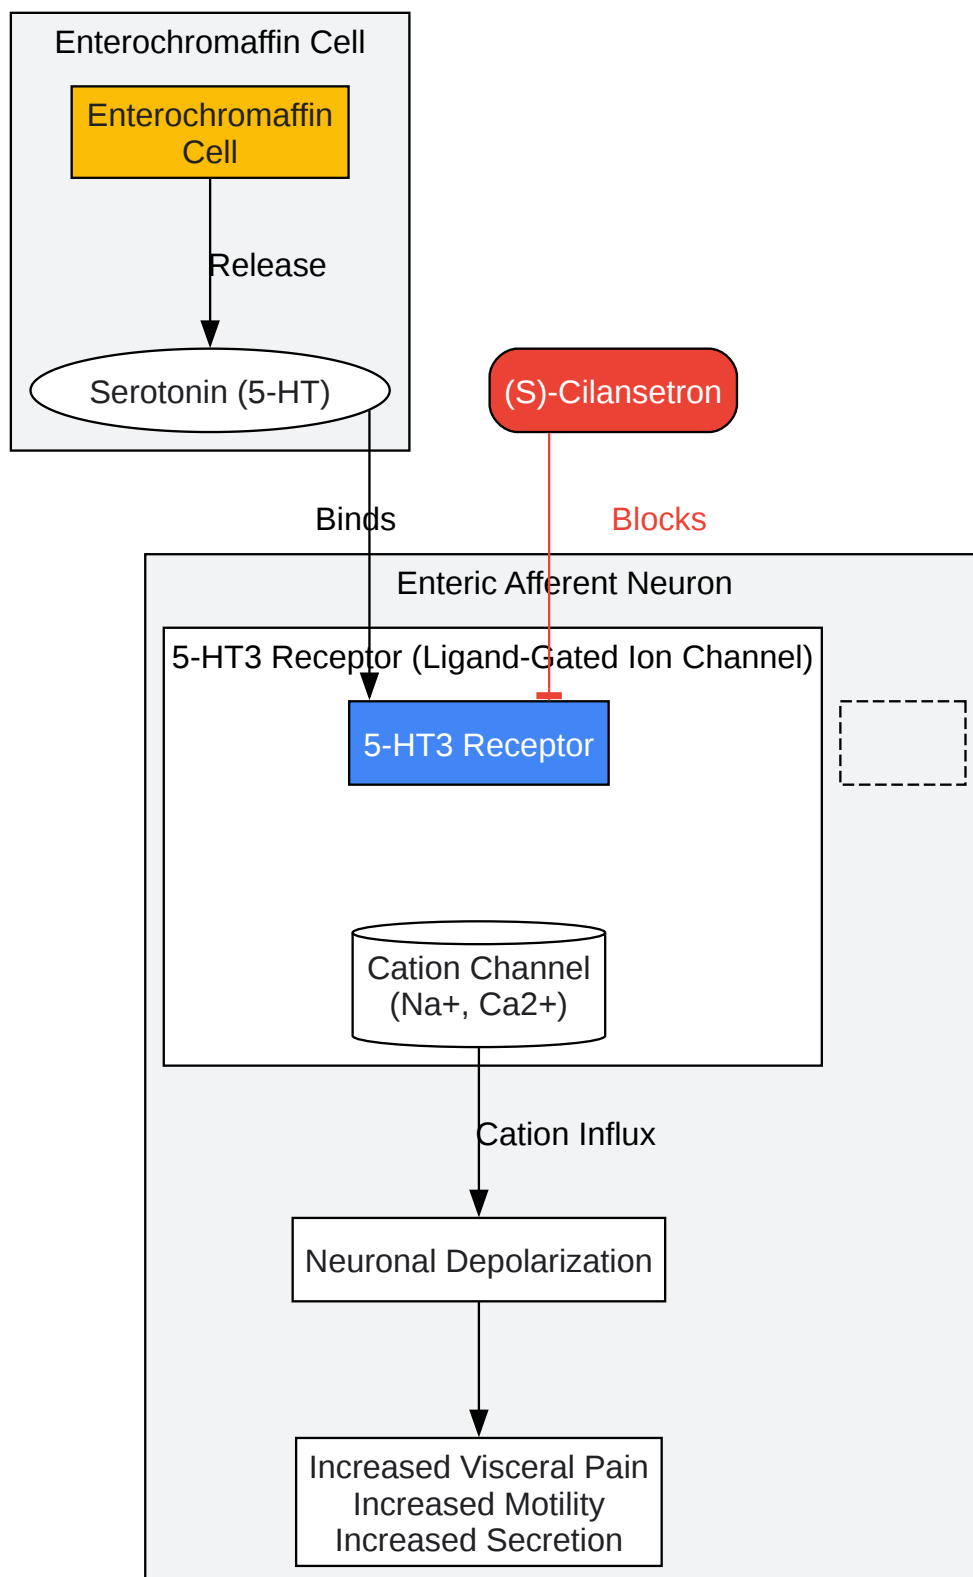 Enterochromaffin Cell
Enterochromaffin
Cell
Release
Serotonin (5-HT)
(S)-Cilansetron
Binds
Blocks
Enteric Afferent Neuron
5-HT3 Receptor (Ligand-Gated Ion Channel)
5-HT3 Receptor
Cation Channel
(Na+, Ca2+)
Cation Influx
Neuronal Depolarization
Increased Visceral Pain
Increased Motility
Increased Secretion